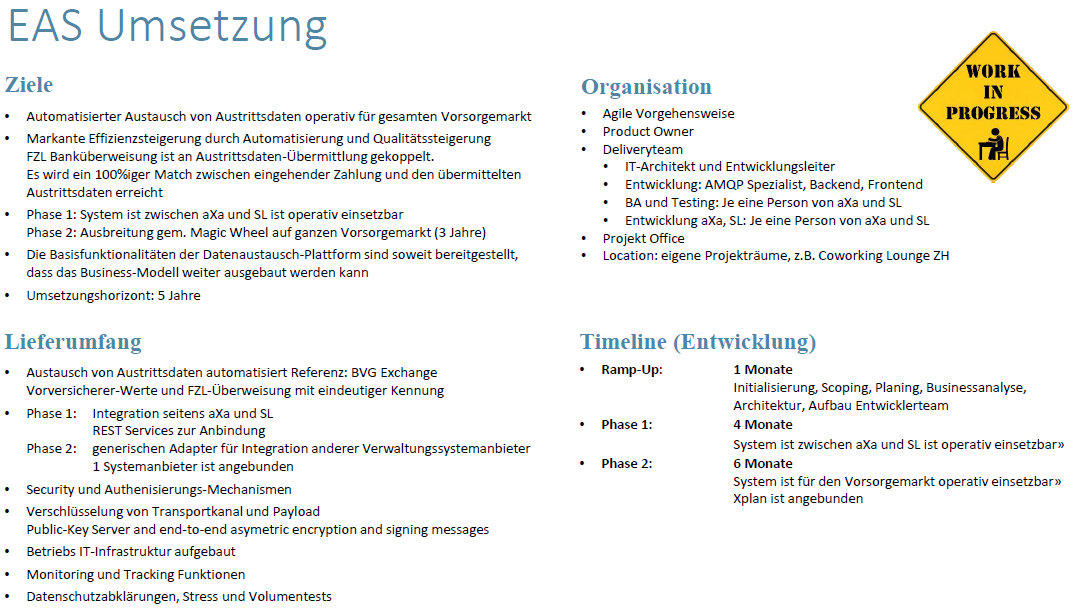 EAS Umsetzung
Ziele
• Automatisierter Austausch von Austrittsdaten operativ für gesamten Vorsorgemarkt
• Markante Effizienzsteigerung durch Automatisierung und Qualitätssteigerung
FZL Banküberweisung ist an Austrittsdaten-Übermittlung gekoppelt.
Es wird ein 100%iger Match zwischen eingehender Zahlung und den übermittelten
Austrittsdaten erreicht
• Phase 1: System ist zwischen aXa und SL ist operativ einsetzbar
Phase 2: Ausbreitung gem. Magic Wheel auf ganzen Vorsorgemarkt (3 Jahre)
• Die Basisfunktionalitäten der Datenaustausch-Plattform sind soweit bereitgestellt,
dass das Business-Modell weiter ausgebaut werden kann
• Umsetzungshorizont: 5 Jahre
Organisation
• Agile Vorgehensweise
• Product Owner
• Deliveryteam
• IT-Architekt und Entwicklungsleiter
• Entwicklung: AMQP Spezialist, Backend, Frontend
• BA und Testing: Je eine Person von aXa und SL
• Entwicklung aXa, SL: Je eine Person von aXa und SL
• Projekt Office
• Location: eigene Projekträume, z.B. Coworking Lounge ZH
WORK
IN
PROGRESS
Lieferumfang
• Austausch von Austrittsdaten automatisiert Referenz: BVG Exchange
Vorversicherer-Werte und FZL-Überweisung mit eindeutiger Kennung
• Phase 1: Integration seitens aXa und SL
REST Services zur Anbindung
Phase 2: generischen Adapter für Integration anderer Verwaltungssystemanbieter
1 Systemanbieter ist angebunden
• Security und Authenisierungs-Mechanismen
• Verschlüsselung von Transportkanal und Payload
Public-Key Server and end-to-end asymetric encryption and signing messages
• Betriebs IT-Infrastruktur aufgebaut
• Monitoring und Tracking Funktionen
• Datenschutzabklärungen, Stress und Volumentests
Timeline (Entwicklung)
• Ramp-Up: 1 Monate
Initialisierung, Scoping, Planing, Businessanalyse,
Architektur, Aufbau Entwicklerteam
• Phase 1: 4 Monate
System ist zwischen aXa und SL ist operativ einsetzbar»
• Phase 2: 6 Monate
System ist für den Vorsorgemarkt operativ einsetzbar»
Xplan ist angebunden